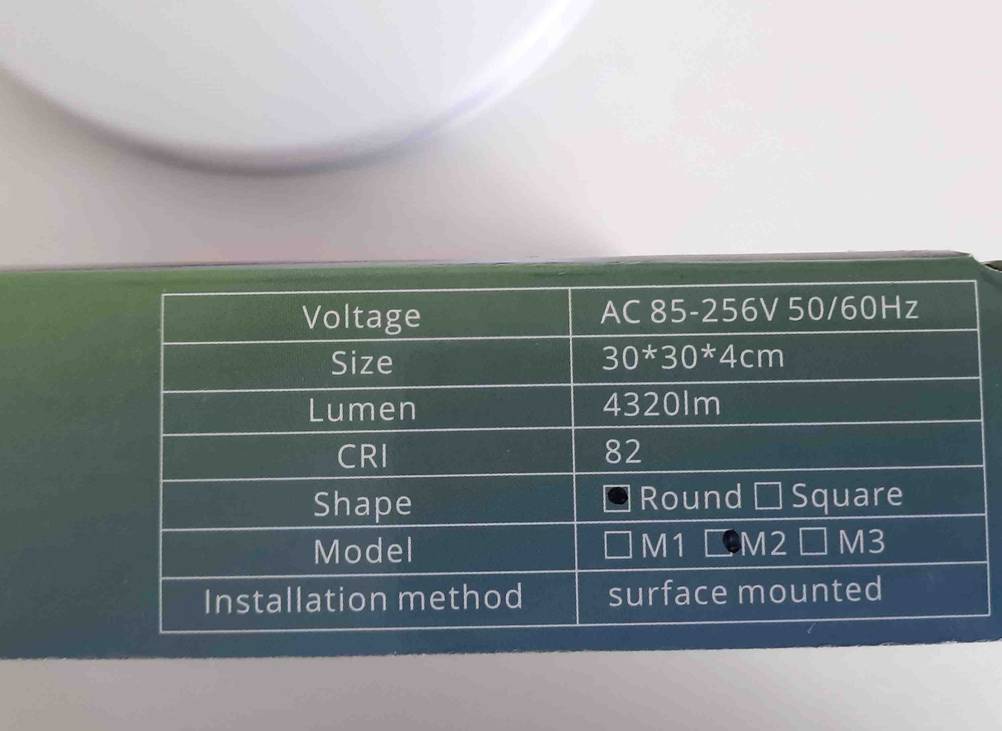 Voltage AC 85-256V 50/60Hz
Size 30*30*4cm
Lumen 4320lm
CRI 82
Shape Round Square
Model M1 M2 M3
Installation method surface mounted